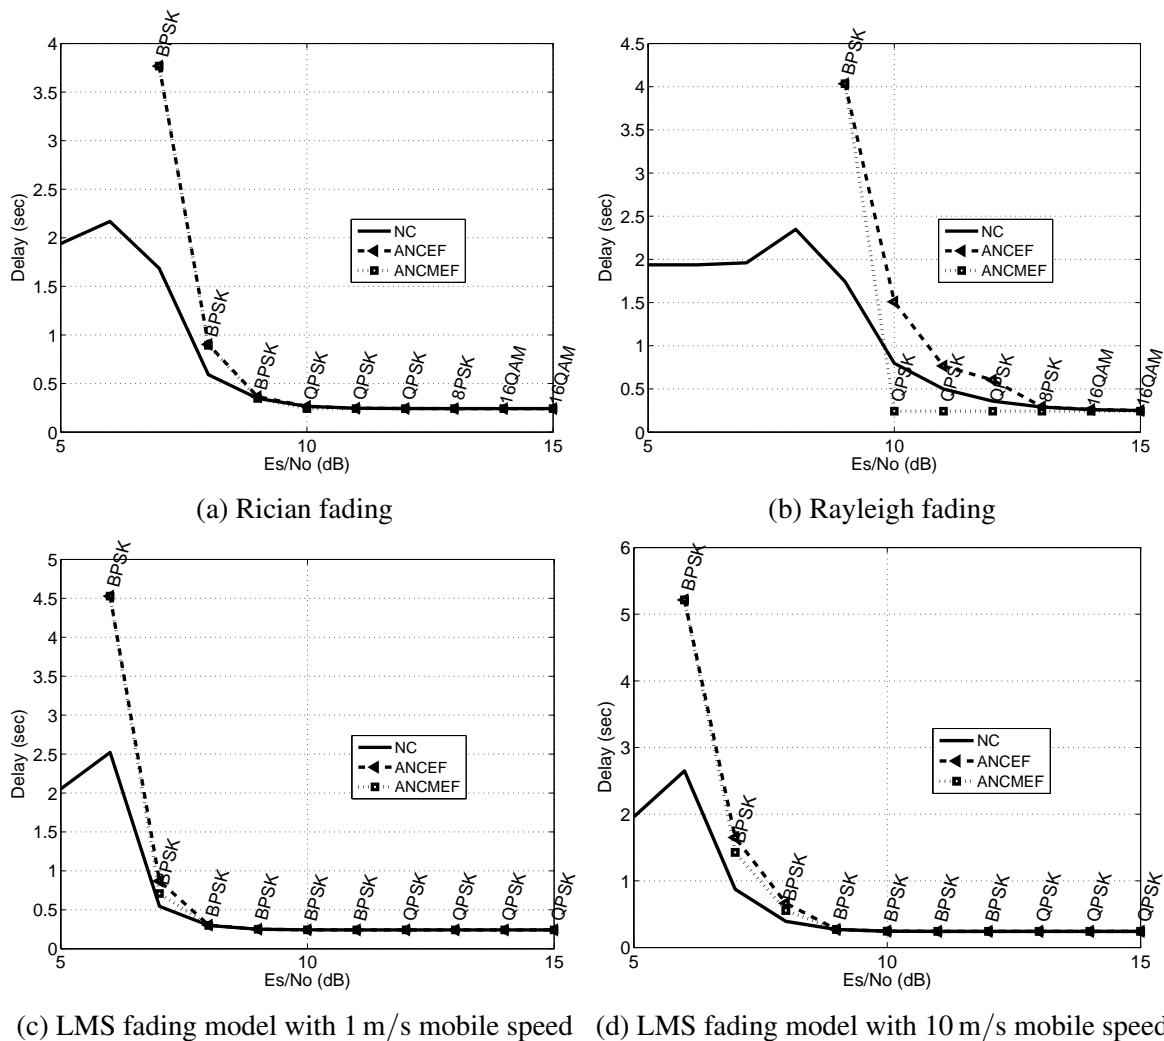 4
3.5
3
2.5
2
1.5
1
0.5
0
5
10
15
Delay (sec)
Es/No (dB)
BPSK
BPSK
BPSK
QPSK
QPSK
QPSK
8PSK
16QAM
16QAM
NC
ANCEF
ANCMEF
(a) Rician fading
4.5
4
3.5
3
2.5
2
1.5
1
0.5
0
5
10
15
Delay (sec)
Es/No (dB)
BPSK
QPSK
QPSK
QPSK
8PSK
16QAM
16QAM
NC
ANCEF
ANCMEF
(b) Rayleigh fading
5
4.5
4
3.5
3
2.5
2
1.5
1
0.5
0
5
10
15
Delay (sec)
Es/No (dB)
BPSK
BPSK
BPSK
BPSK
BPSK
BPSK
QPSK
QPSK
QPSK
QPSK
NC
ANCEF
ANCMEF
(c) LMS fading model with 1 m/s mobile speed
6
5
4
3
2
1
0
5
10
15
Delay (sec)
Es/No (dB)
BPSK
BPSK
BPSK
BPSK
BPSK
BPSK
BPSK
QPSK
QPSK
QPSK
NC
ANCEF
ANCMEF
(d) LMS fading model with 10 m/s mobile speed